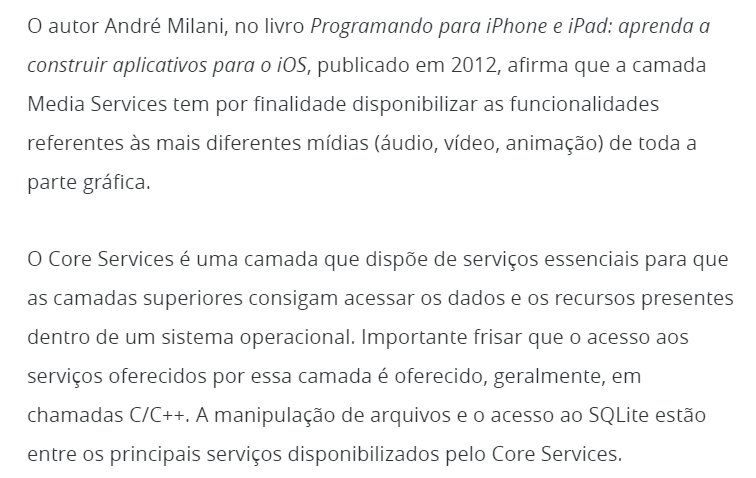 O autor André Milani, no livro Programando para iPhone e iPad: aprenda a
construir aplicativos para o iOS, publicado em 2012, afirma que a camada
Media Services tem por finalidade disponibilizar as funcionalidades
referentes às mais diferentes mídias (áudio, vídeo, animação) de toda a
parte gráfica.
O Core Services é uma camada que dispõe de serviços essenciais para que
as camadas superiores consigam acessar os dados e os recursos presentes
dentro de um sistema operacional. Importante frisar que o acesso aos
serviços oferecidos por essa camada é oferecido, geralmente, em
chamadas C/C++. A manipulação de arquivos e o acesso ao SQLite estão
entre os principais serviços disponibilizados pelo Core Services.